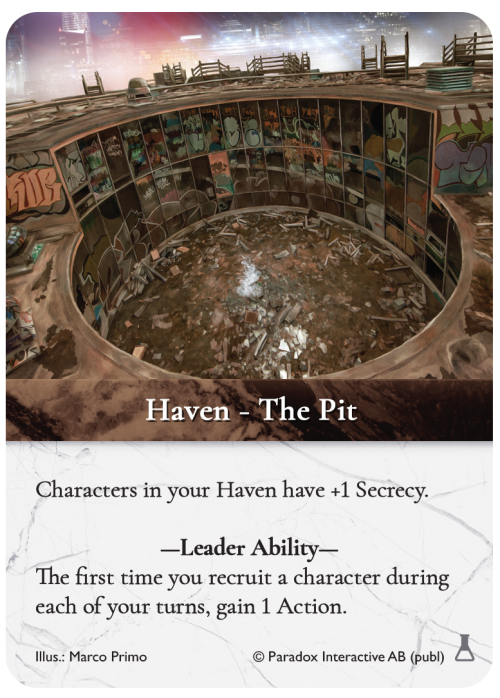 Haven - The Pit
Characters in your Haven have +1 Secrecy.
—Leader Ability—
The first time you recruit a character during
each of your turns, gain 1 Action.
Illus.: Marco Primo
© Paradox Interactive AB (publ)